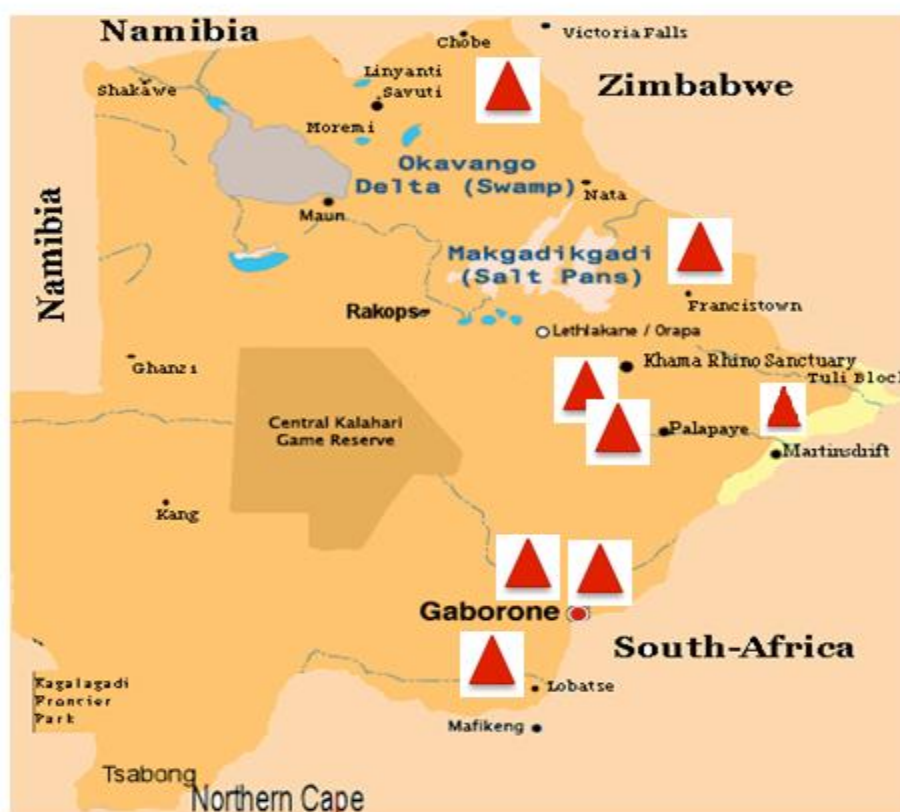 Namibia
Chobe
Victoria Falls
Linyanti
Shakawe
Savuti
Zimbabwe
Moremi
Okavango
Delta (Swamp)
Nata
Maun
Namibia
Makgadikgadi
(Salt Pans)
Francistown
Rakops
Lethlakane / Orapa
Ghanzi
Khama Rhino Sanctuary
Tuli Block
Central Kalahari
Game Reserve
Palapaye
Martinsdrift
Kang
Gaborone
South-Africa
Kagalagadi
Frontier
Park
Lobatse
Mafikeng
Tsabong
Northern Cape